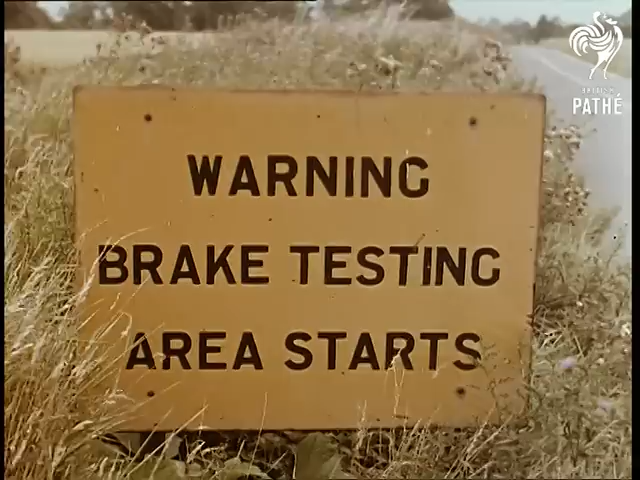 BRITISH
PATHÉ
WARNING
BRAKE TESTING
AREA STARTS